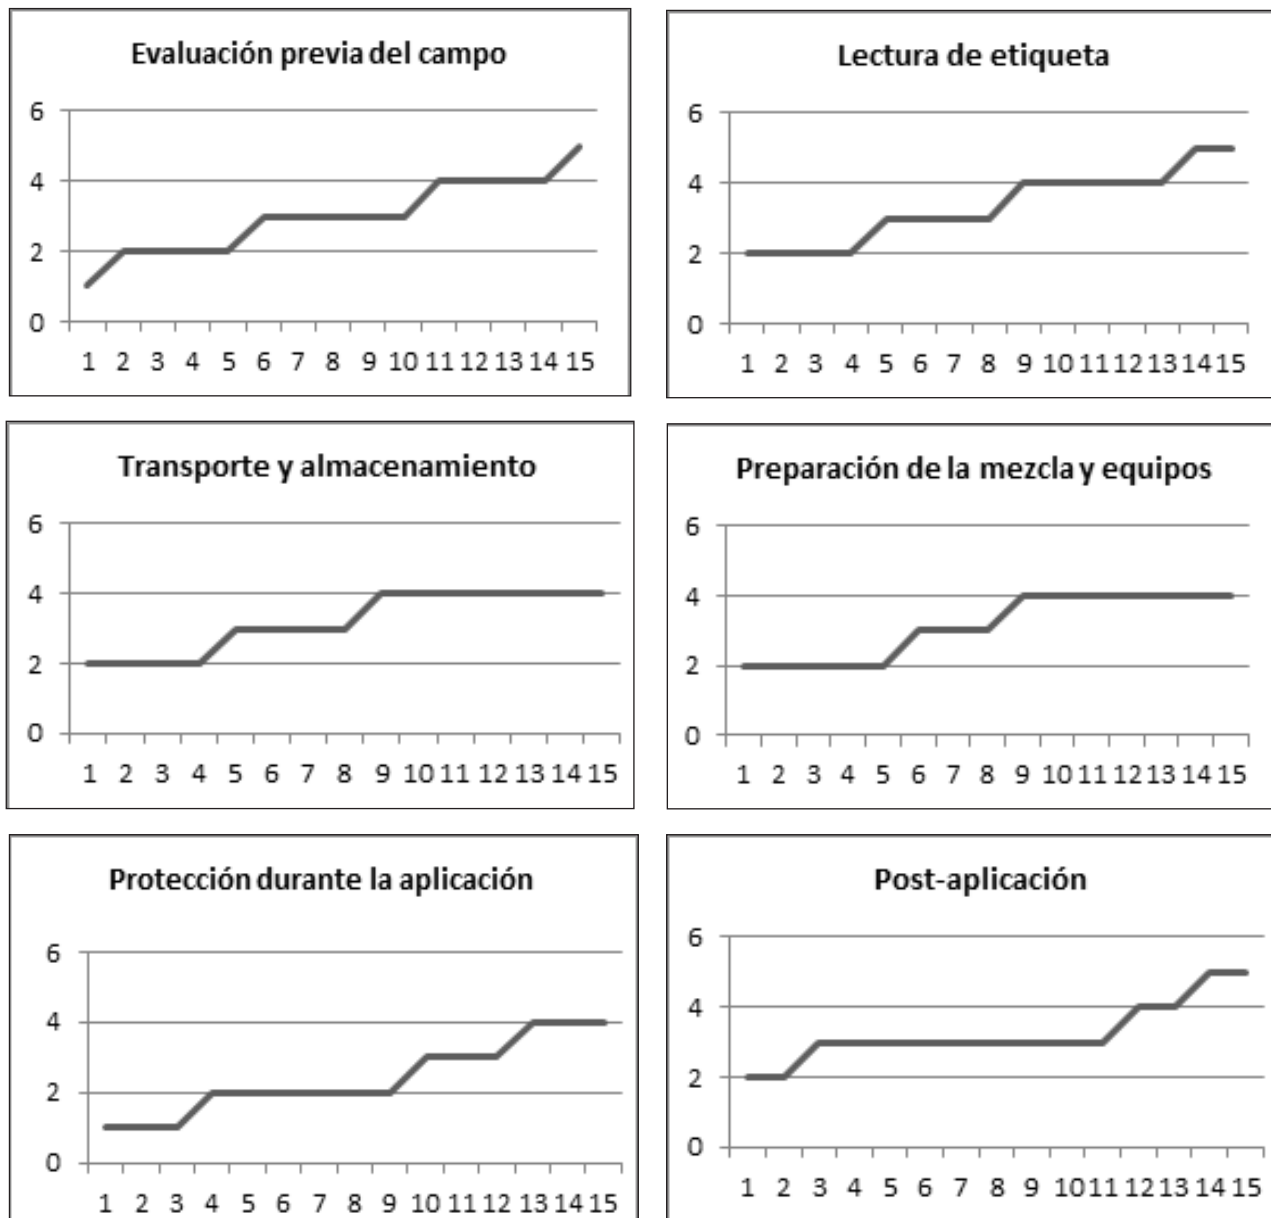 Evaluación previa del campo
6
4
2
0
1 2 3 4 5 6 7 8 9 10 11 12 13 14 15
Lectura de etiqueta
6
4
2
0
1 2 3 4 5 6 7 8 9 10 11 12 13 14 15
Transporte y almacenamiento
6
4
2
0
1 2 3 4 5 6 7 8 9 10 11 12 13 14 15
Preparación de la mezcla y equipos
6
4
2
0
1 2 3 4 5 6 7 8 9 10 11 12 13 14 15
Protección durante la aplicación
6
4
2
0
1 2 3 4 5 6 7 8 9 10 11 12 13 14 15
Post-aplicación
6
4
2
0
1 2 3 4 5 6 7 8 9 10 11 12 13 14 15